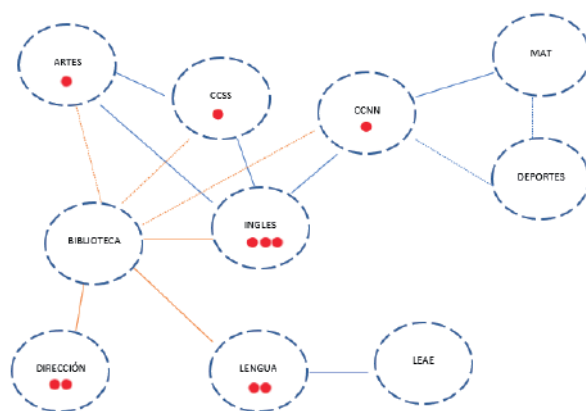 MAT
ARTES
CCSS
CCNN
DEPORTES
INGLES
BIBLIOTECA
DIRECCIÓN
LENGUA
LEAE